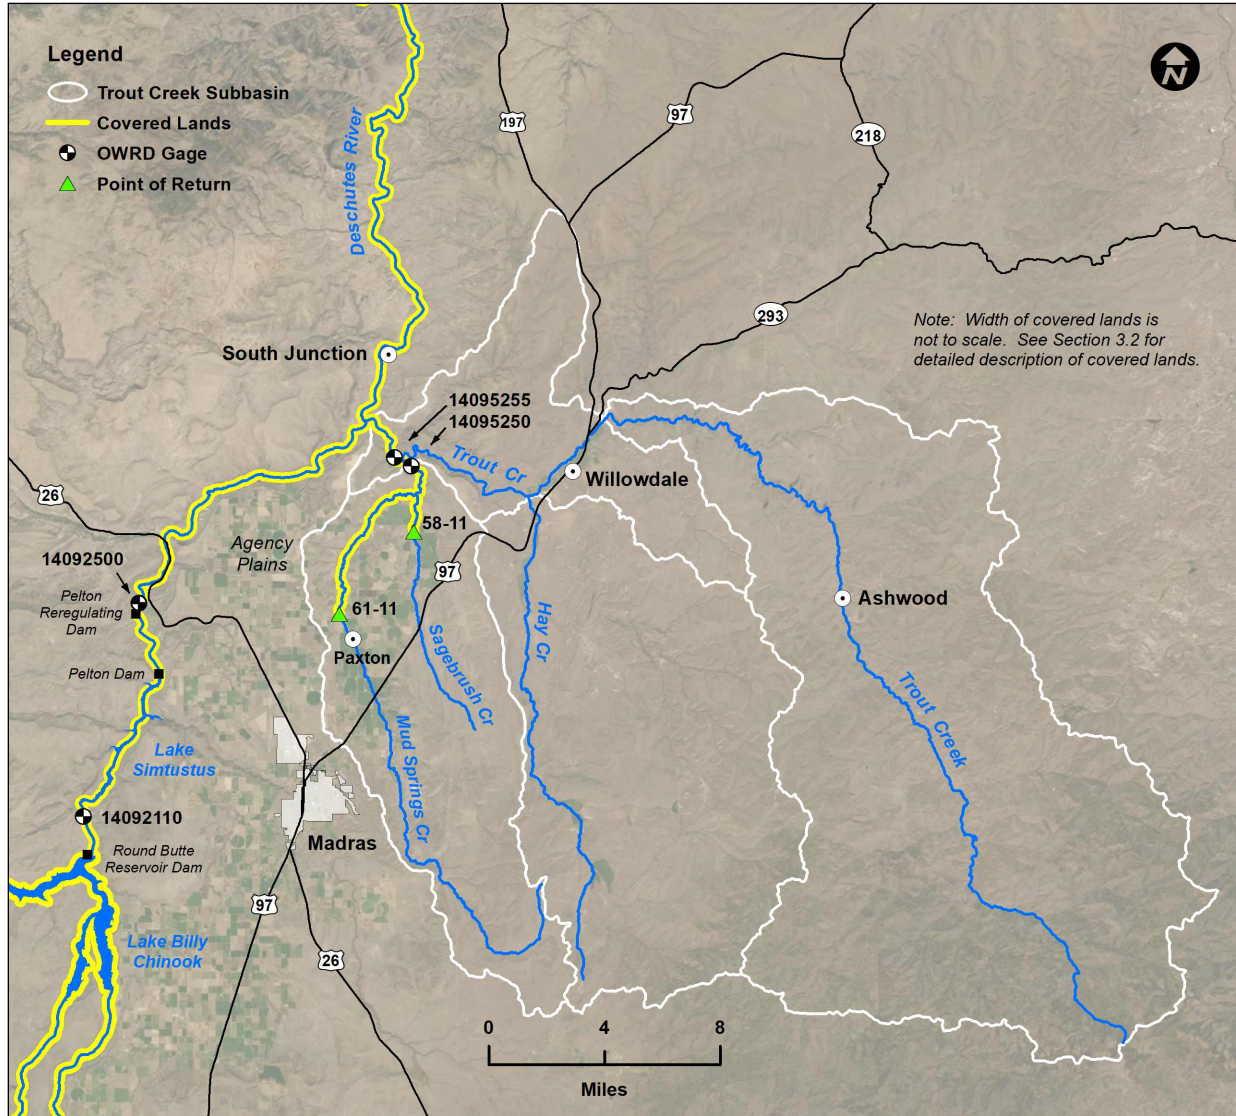 Legend
Trout Creek Subbasin
Covered Lands
OWRD Gage
Point of Return
N
197
97
218
Deschutes River
293
Note: Width of covered lands is
not to scale. See Section 3.2 for
detailed description of covered lands.
South Junction
14095255
14095250
Trout Cr
Willowdale
26
58-11
Agency
Plains
97
14092500
Pelton
Reregulating
Dam
61-11
Paxton
Hay Cr
Ashwood
Sagebrush Cr
Pelton Dam
Trout Creek
Mud Springs Cr
Lake
Simtustus
14092110
Madras
Round Butte
Reservoir Dam
97
Lake Billy
Chinook
26
0 4 8
Miles